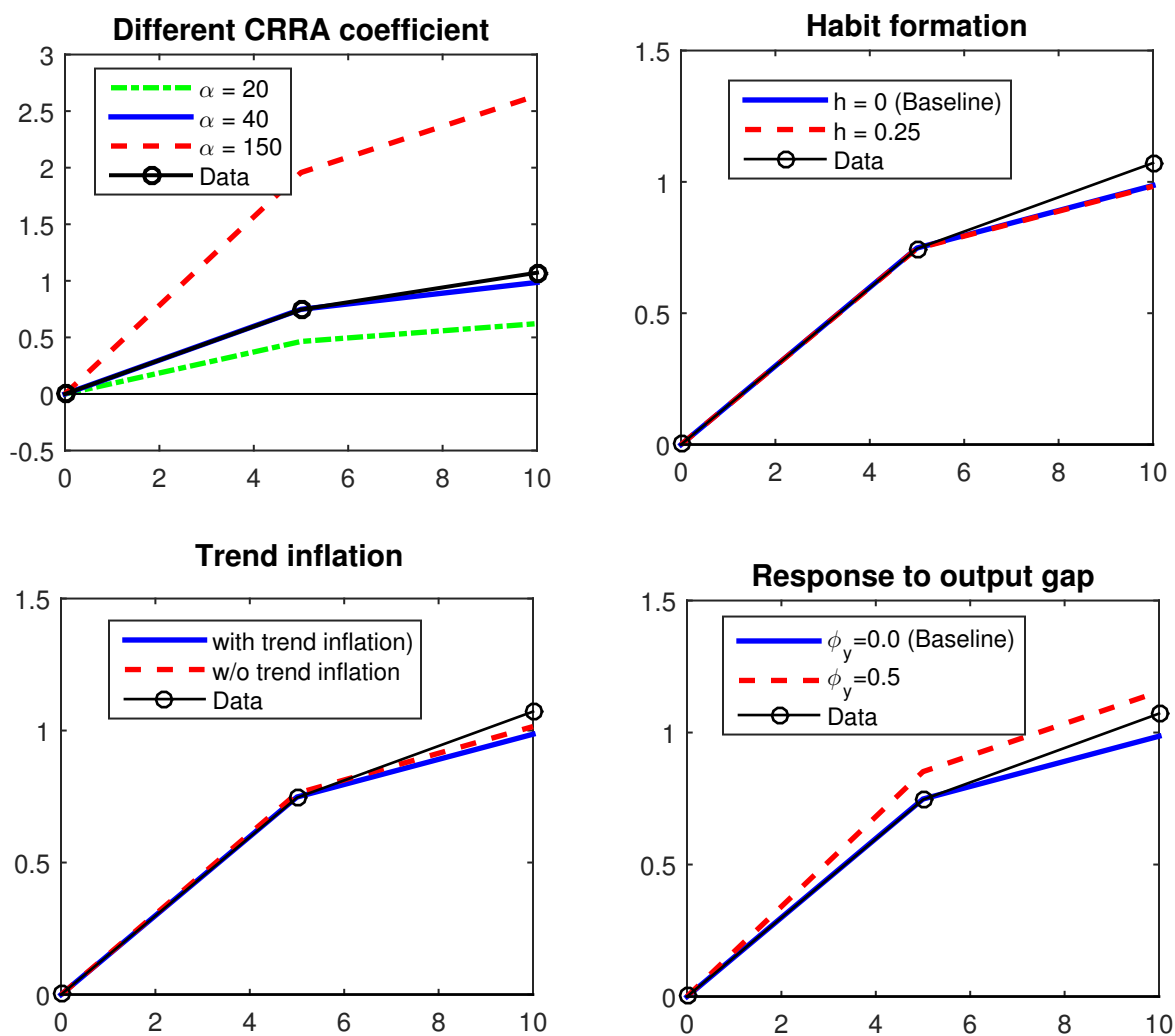 Different CRRA coefficient
3
2.5
2
1.5
1
0.5
0
-0.5
α = 20
α = 40
α = 150
Data
0 2 4 6 8 10
Habit formation
1.5
1
0.5
0
h = 0 (Baseline)
h = 0.25
Data
0 2 4 6 8 10
Trend inflation
1.5
1
0.5
0
with trend inflation)
w/o trend inflation
Data
0 2 4 6 8 10
Response to output gap
1.5
1
0.5
0
ϕ_y=0.0 (Baseline)
ϕ_y=0.5
Data
0 2 4 6 8 10